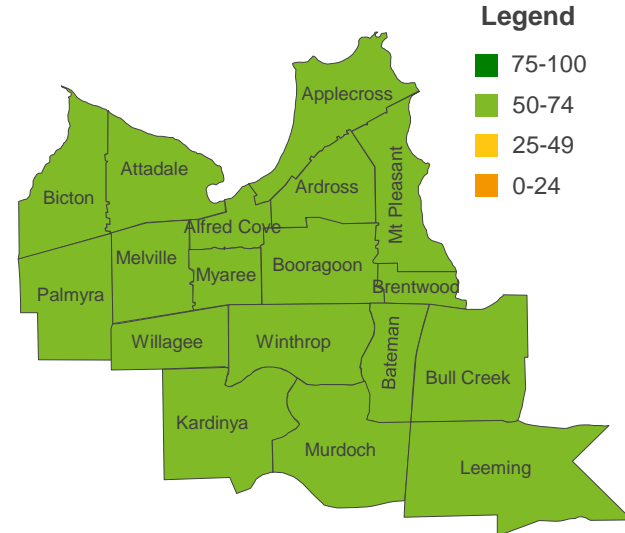 Legend
75-100
50-74
25-49
0-24
Applecross
Attadale
Bicton
Ardross
Mt Pleasant
Alfred Cove
Melville
Myaree
Booragoon
Brentwood
Palmyra
Willagee
Winthrop
Bateman
Bull Creek
Kardinya
Murdoch
Leeming